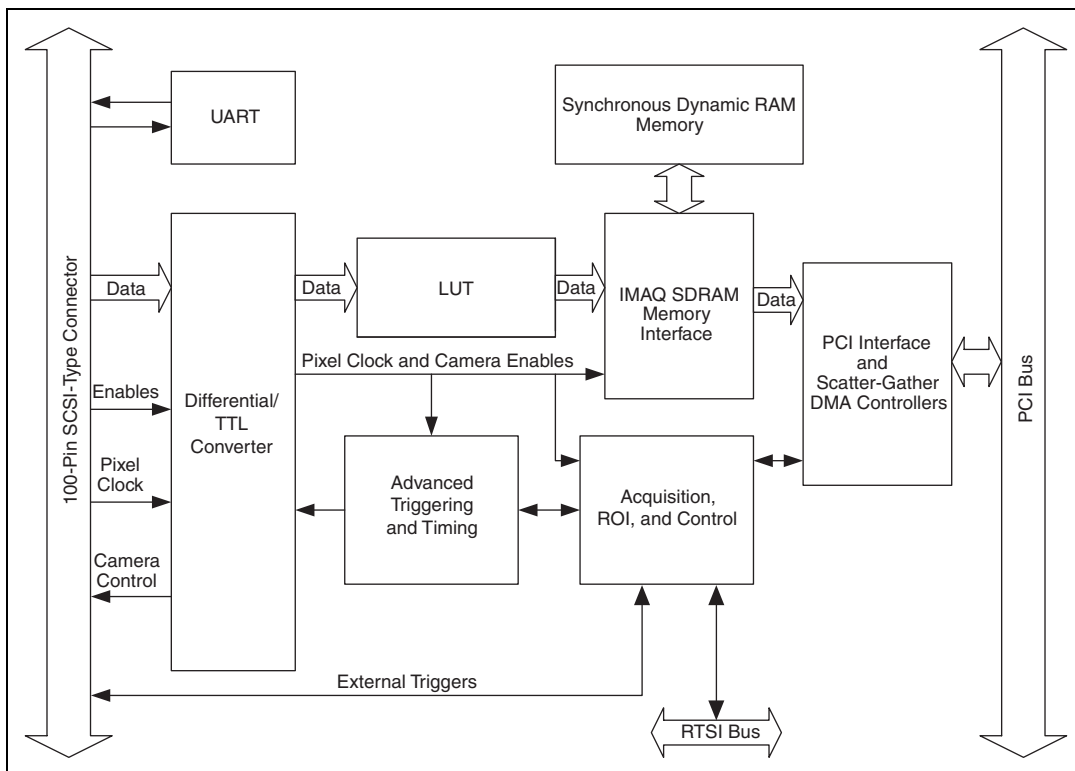 100-Pin SCSI-Type Connector
UART
Synchronous Dynamic RAM
Memory
Data
Data
LUT
Data
IMAQ SDRAM
Memory
Interface
Data
PCI Interface
and
Scatter-Gather
DMA Controllers
PCI Bus
Pixel Clock and Camera Enables
Enables
Differential/
TTL
Converter
Pixel
Clock
Advanced
Triggering
and Timing
Acquisition,
ROI, and Control
Camera
Control
External Triggers
RTSI Bus